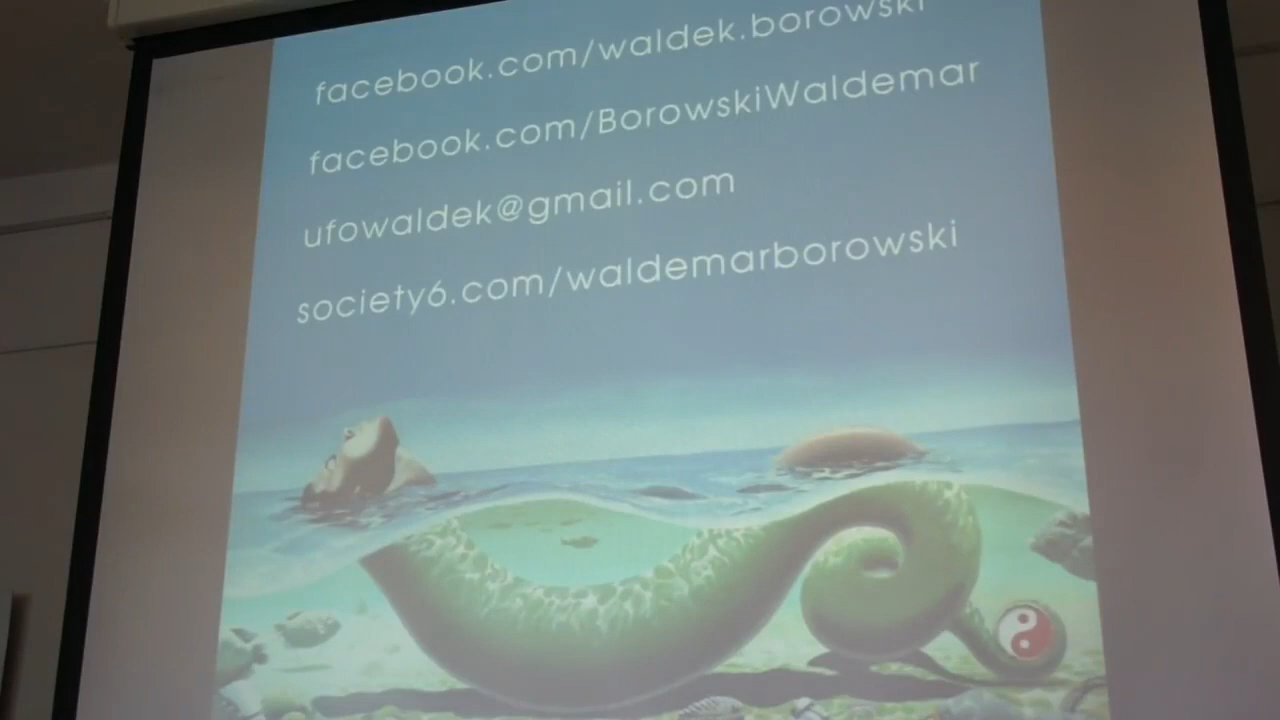 facebook.com/waldek.borowski
facebook.com/BorowskiWaldemar
ufowaldek@gmail.com
society6.com/waldemarborowski